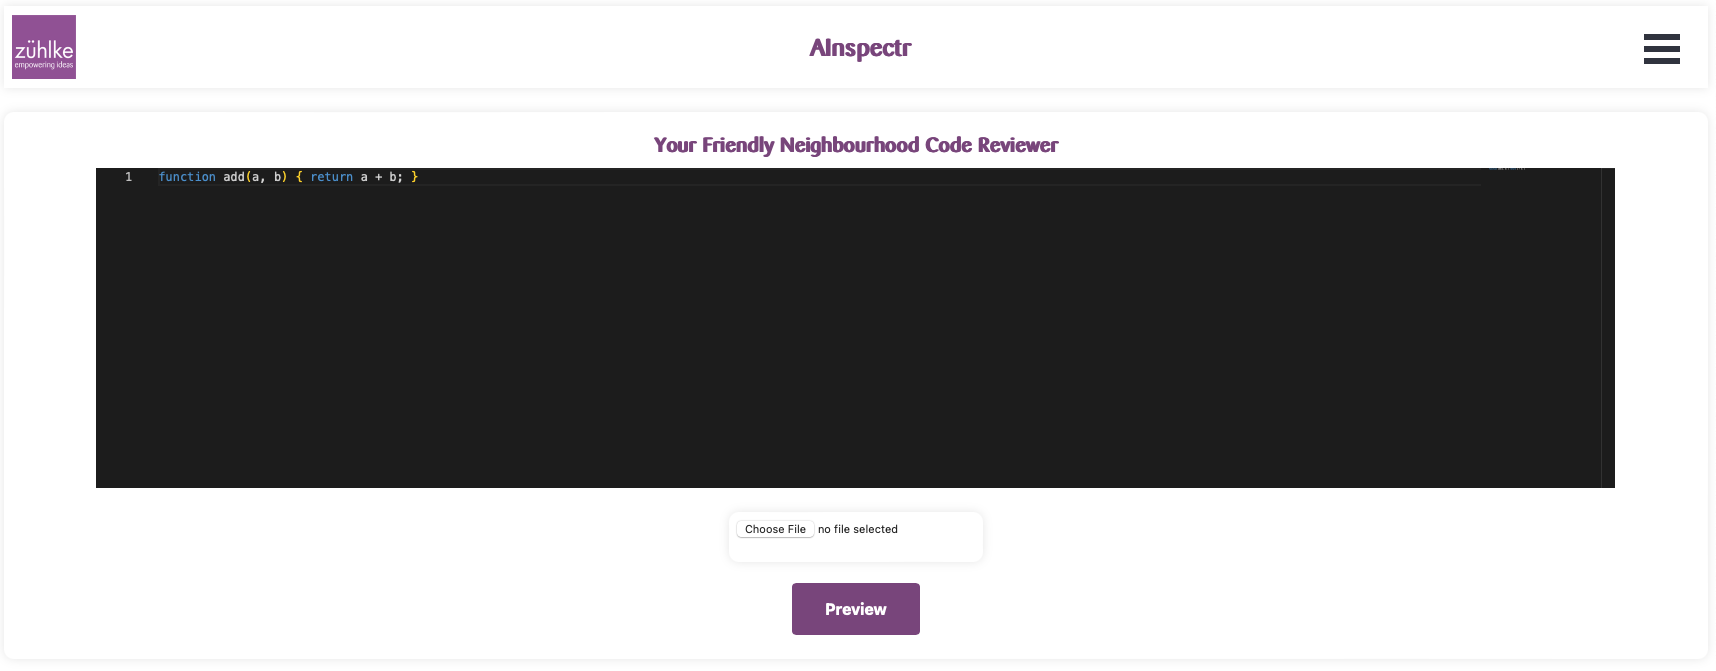 zühlke
empowering ideas
AInspectr
Your Friendly Neighbourhood Code Reviewer
1 function add(a, b) { return a + b; }
Choose File no file selected
Preview